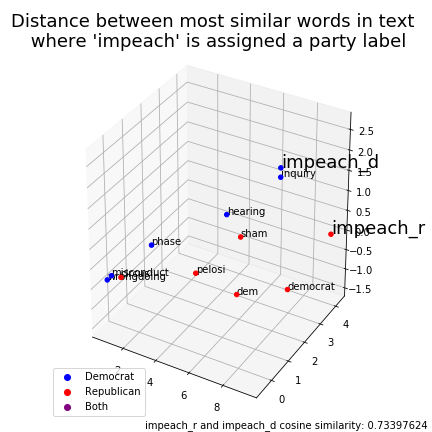 Distance between most similar words in text
where 'impeach' is assigned a party label
impeach_d
inquiry
hearing
impeach_r
sham
phase
misconduct
wrongdoing
pelosi
dem
democrat
2.5
2.0
1.5
1.0
0.5
0.0
−0.5
−1.0
−1.5
2
4
6
8
0
1
2
3
4
Democrat
Republican
Both
impeach_r and impeach_d cosine similarity: 0.73397624